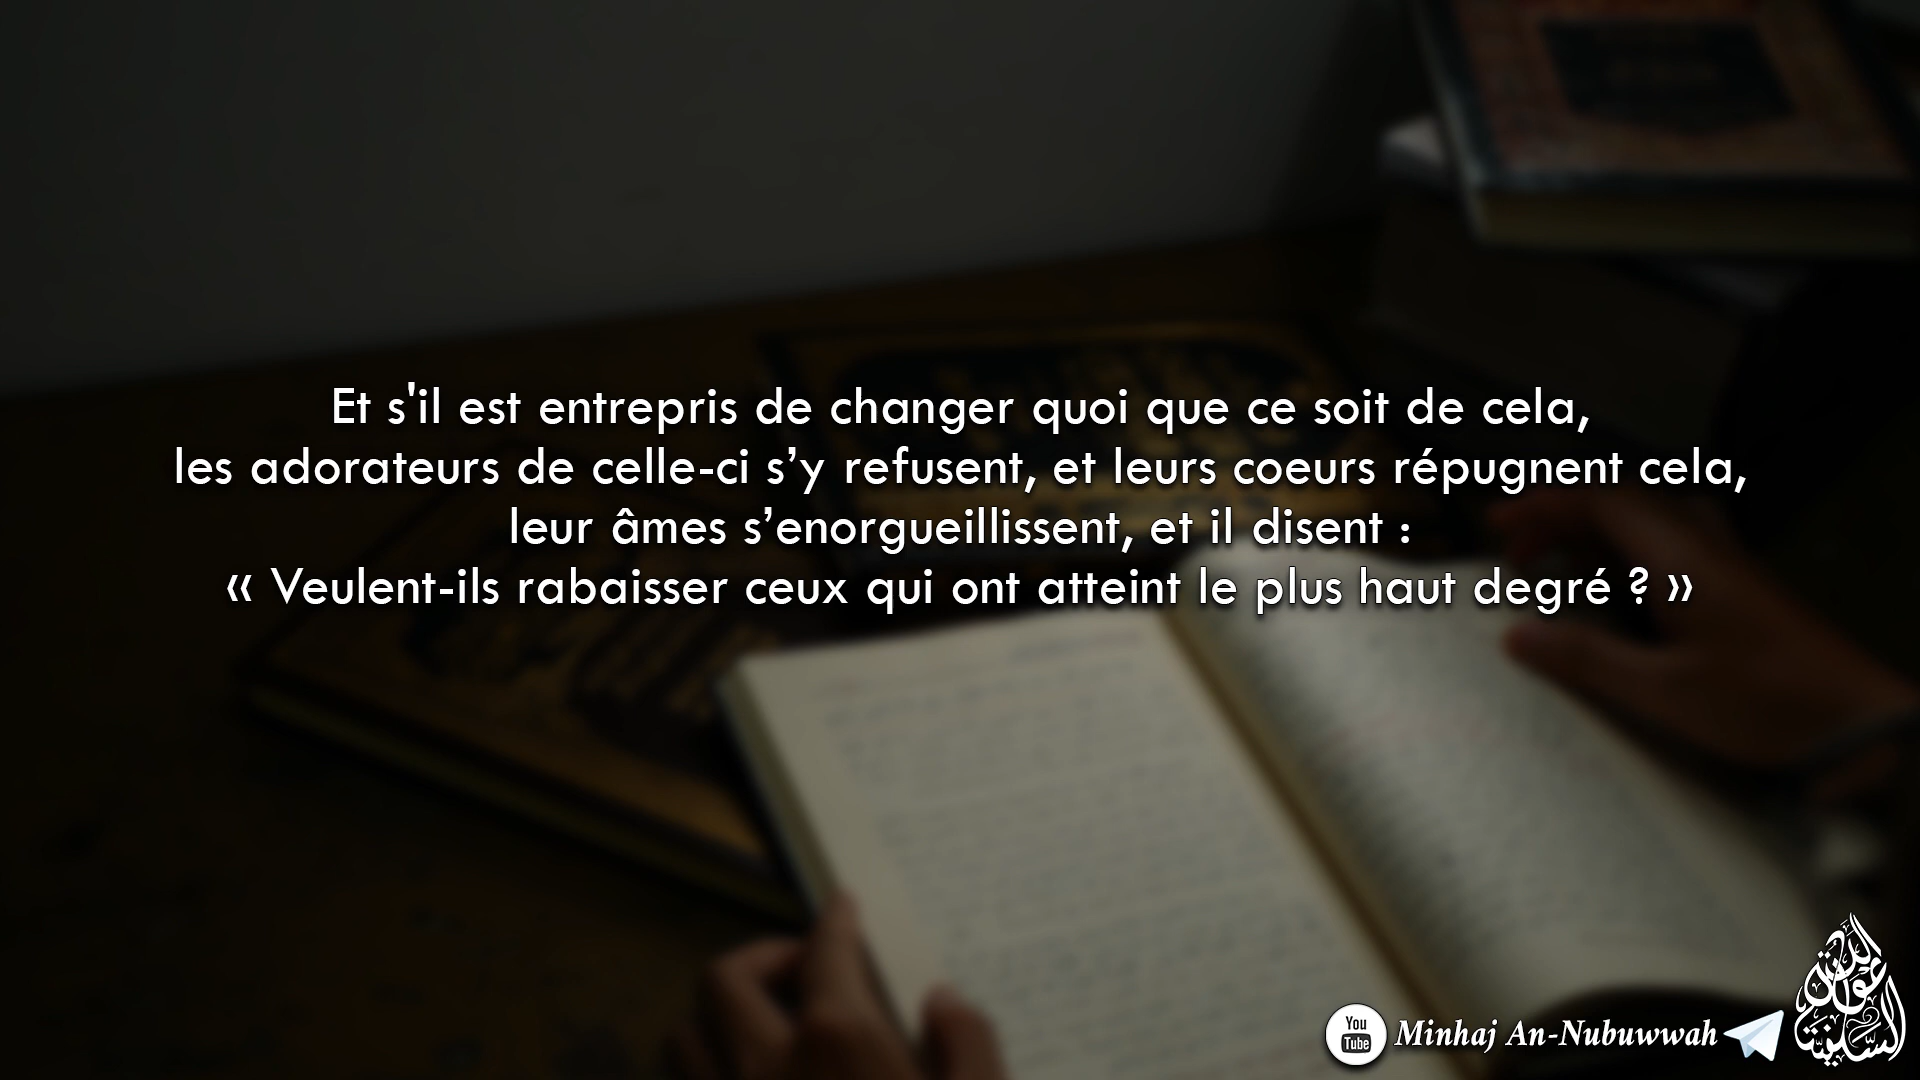 Et s'il est entrepris de changer quoi que ce soit de cela,
les adorateurs de celle-ci s’y refusent, et leurs coeurs répugnent cela,
leur âmes s’enorgueillissent, et il disent :
« Veulent-ils rabaisser ceux qui ont atteint le plus haut degré ? »
You
Tube
Minhaj An-Nubuwwah